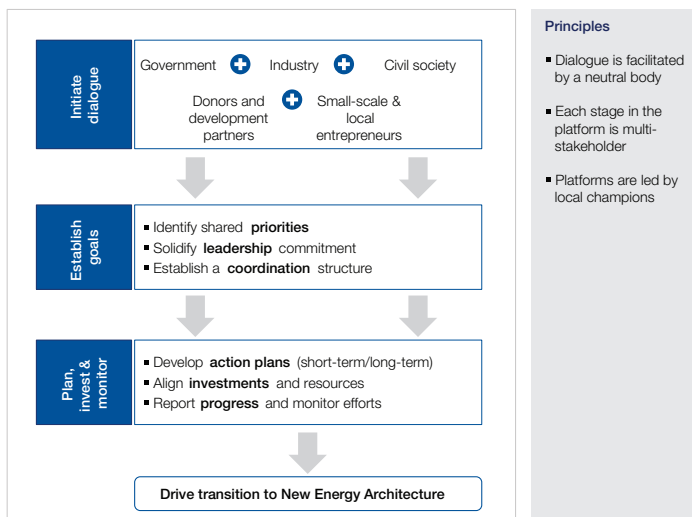 Initiate
dialogue
Government
Industry
Civil society
Donors and
development
partners
Small-scale &
local
entrepreneurs
Establish
goals
▪ Identify shared priorities
▪ Solidify leadership commitment
▪ Establish a coordination structure
Plan,
invest &
monitor
▪ Develop action plans (short-term/long-term)
▪ Align investments and resources
▪ Report progress and monitor efforts
Drive transition to New Energy Architecture
Principles
▪ Dialogue is facilitated
by a neutral body
▪ Each stage in the
platform is multi-
stakeholder
▪ Platforms are led by
local champions